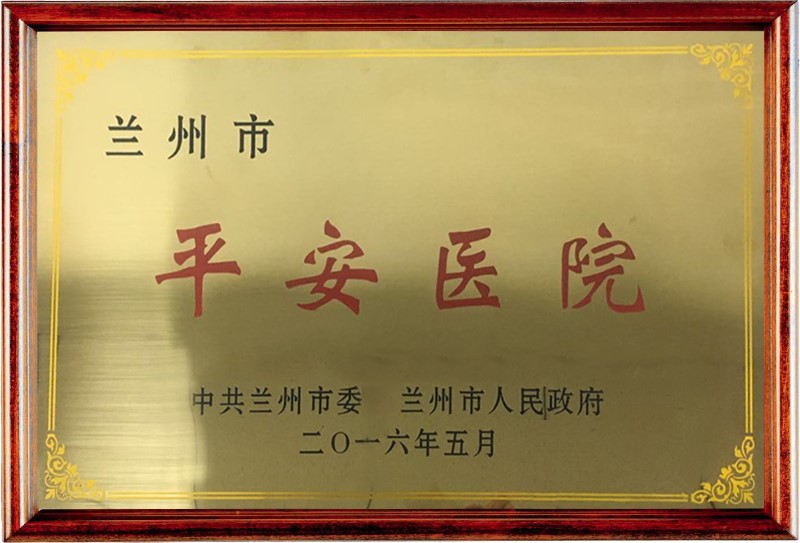 兰州市
平安医院
中共兰州市委 兰州市人民政府
二〇一六年五月